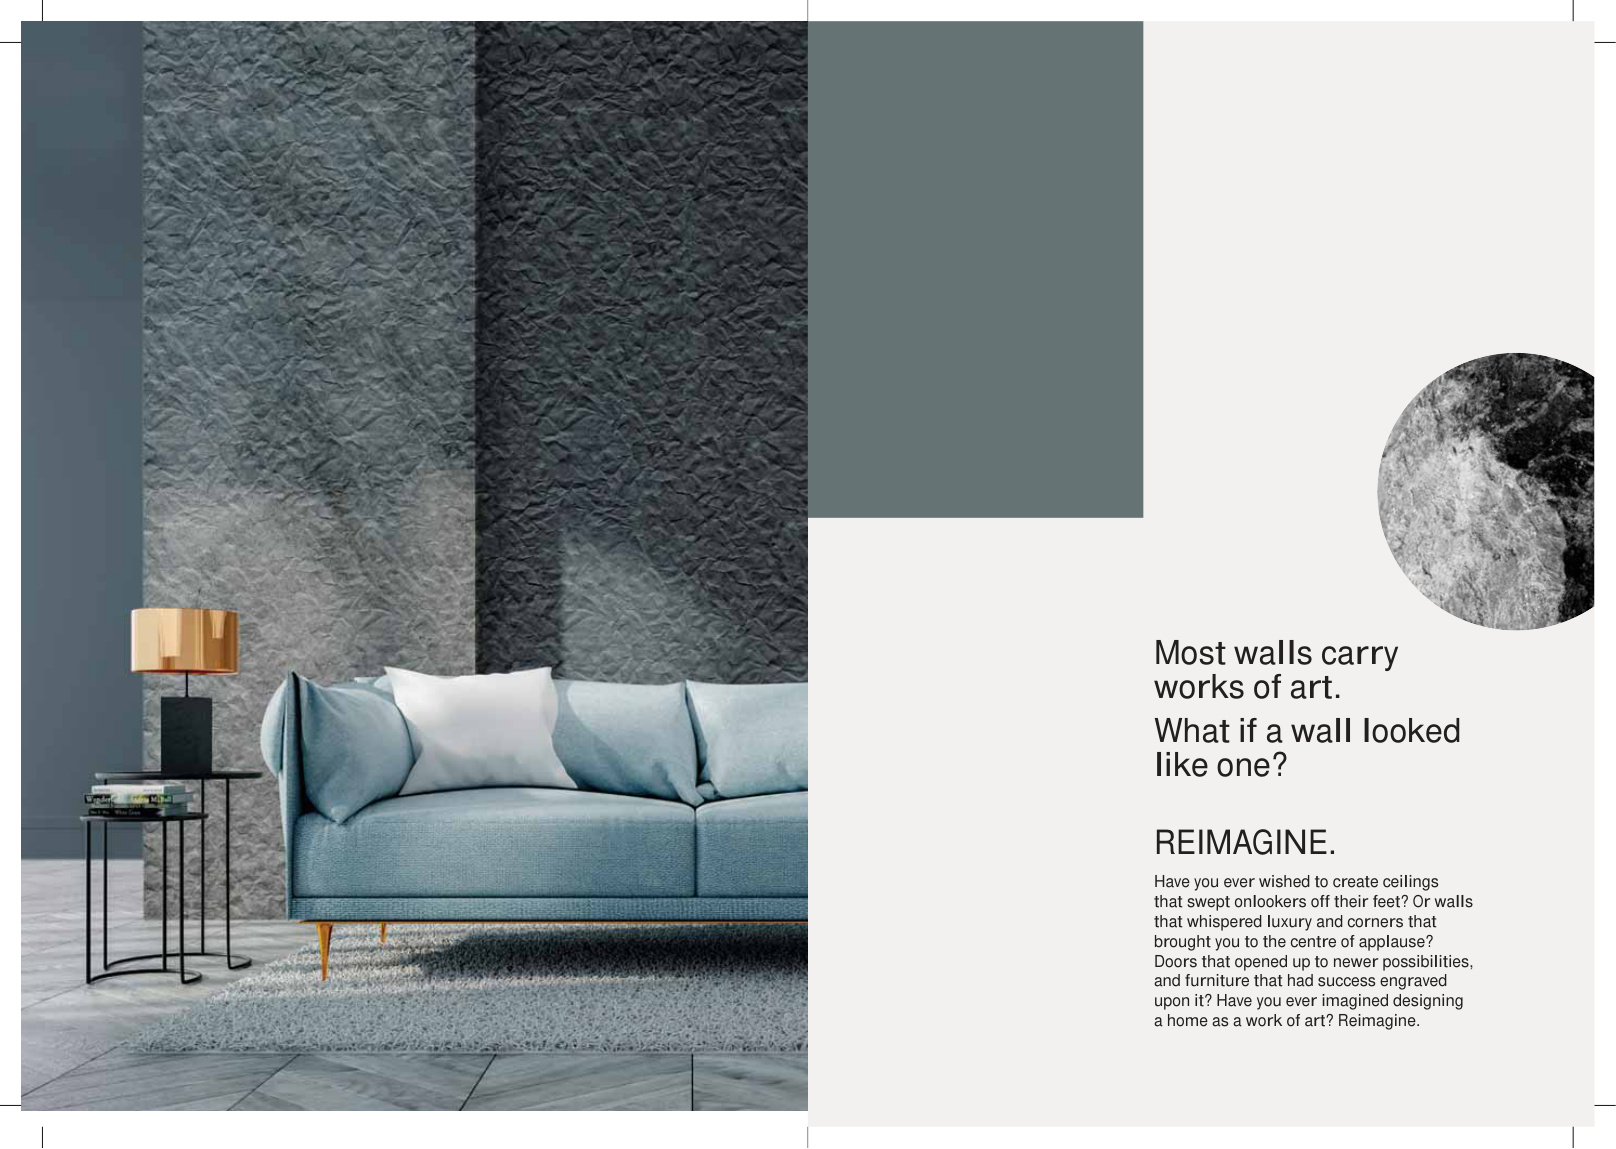 Most walls carry
works of art.
What if a wall looked
like one?
REIMAGINE.
Have you ever wished to create ceilings
that swept onlookers off their feet? Or walls
that whispered luxury and corners that
brought you to the centre of applause?
Doors that opened up to newer possibilities,
and furniture that had success engraved
upon it? Have you ever imagined designing
a home as a work of art? Reimagine.